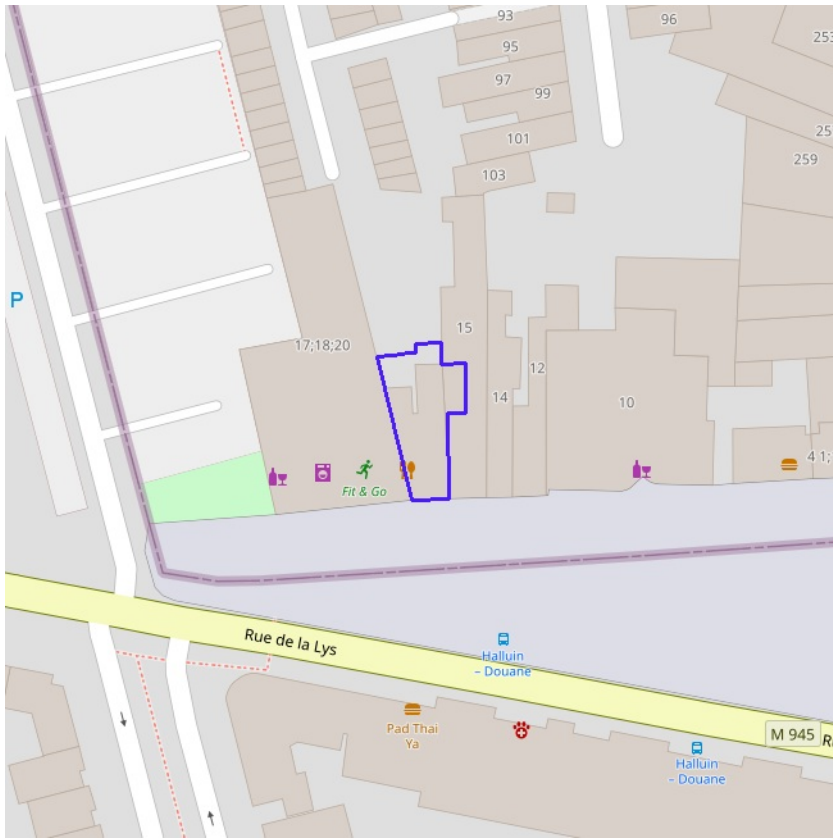 93
96
95
253
97
99
25
101
259
103
P
15
17;18;20
12
14
10
4 1;
Fit & Go
Rue de la Lys
Halluin
– Douane
Pad Thai
Ya
M 945
R
Halluin
– Douane